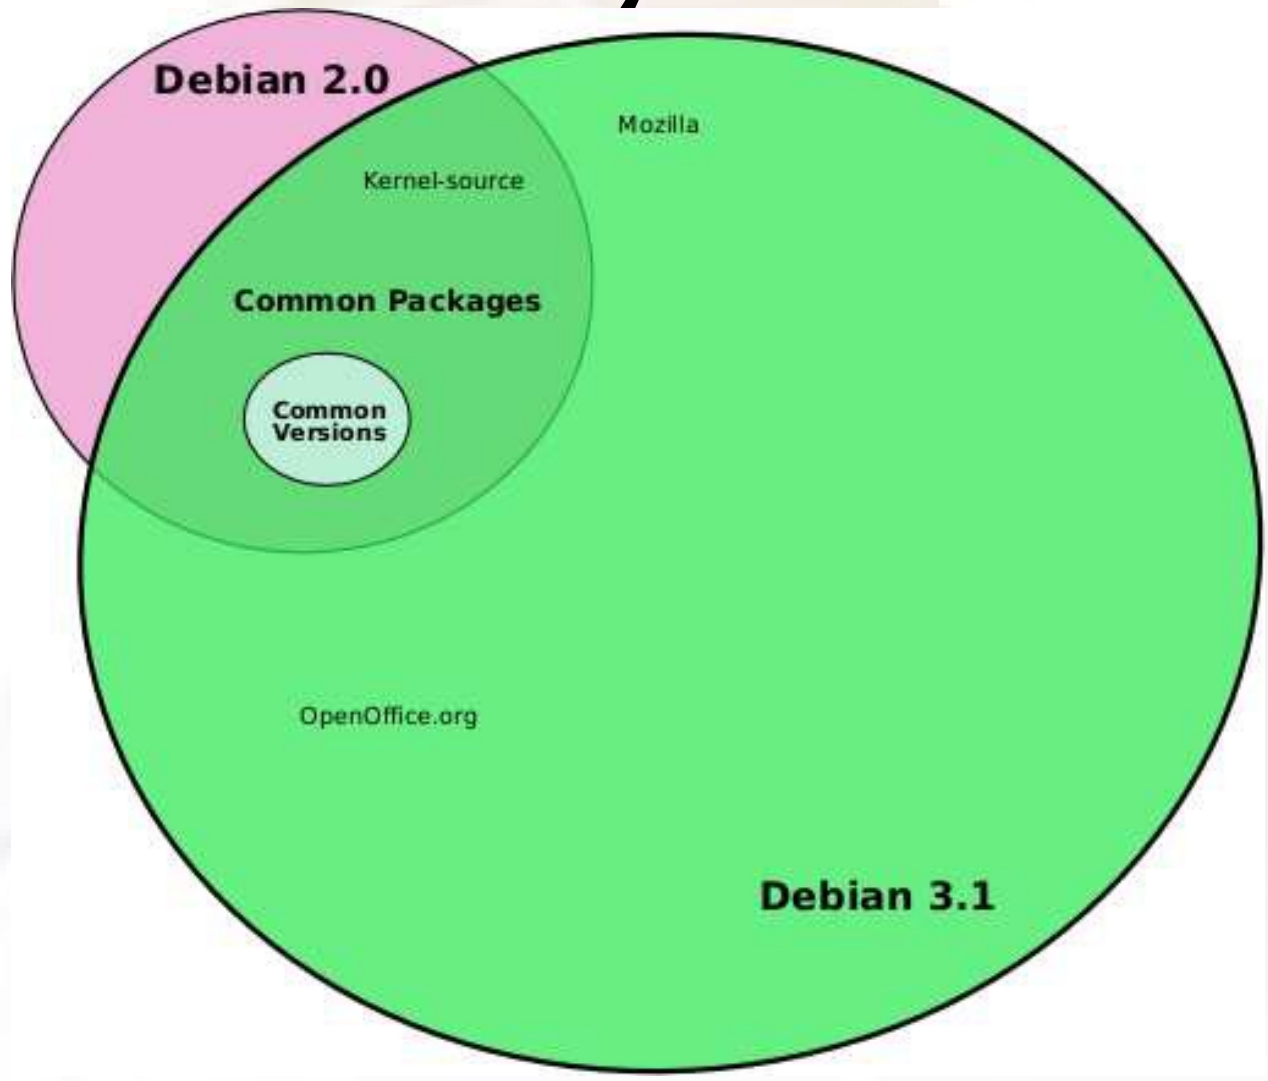 Debian 2.0
Mozilla
Kernel-source
Common Packages
Common
Versions
OpenOffice.org
Debian 3.1